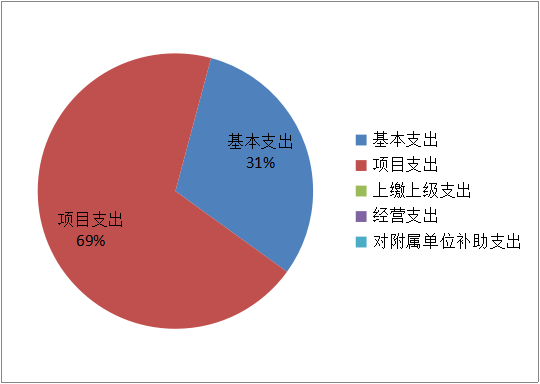 基本支出
31%
项目支出
69%
基本支出
项目支出
上缴上级支出
经营支出
对附属单位补助支出